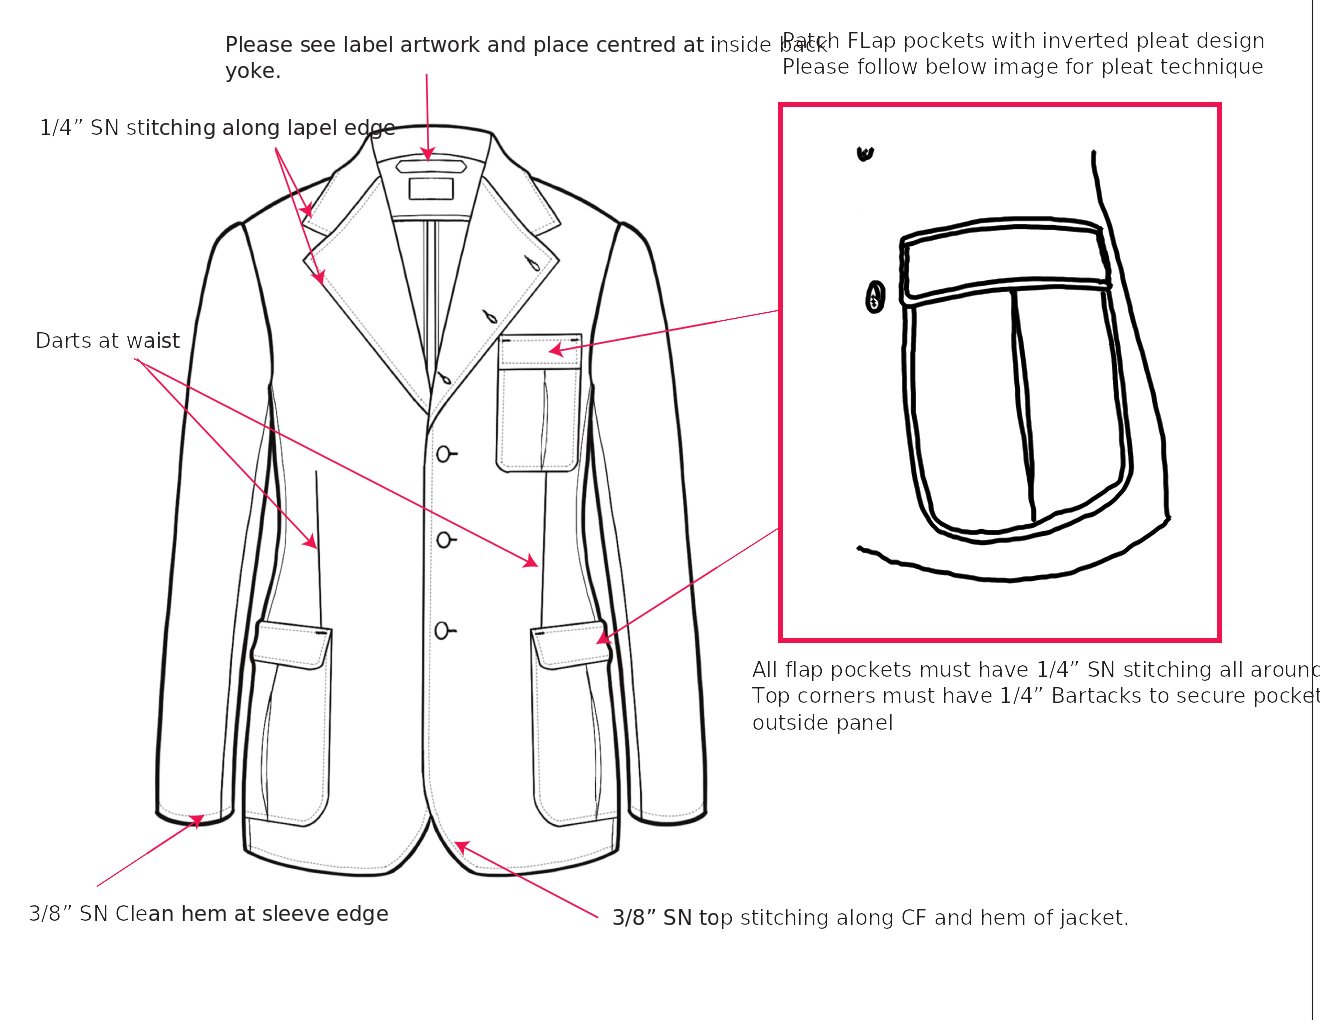 Please see label artwork and place centred at inside back
yoke.
Patch FLap pockets with inverted pleat design
Please follow below image for pleat technique
1/4” SN stitching along lapel edge
Darts at waist
All flap pockets must have 1/4” SN stitching all around
Top corners must have 1/4” Bartacks to secure pocket
outside panel
3/8” SN Clean hem at sleeve edge
3/8” SN top stitching along CF and hem of jacket.